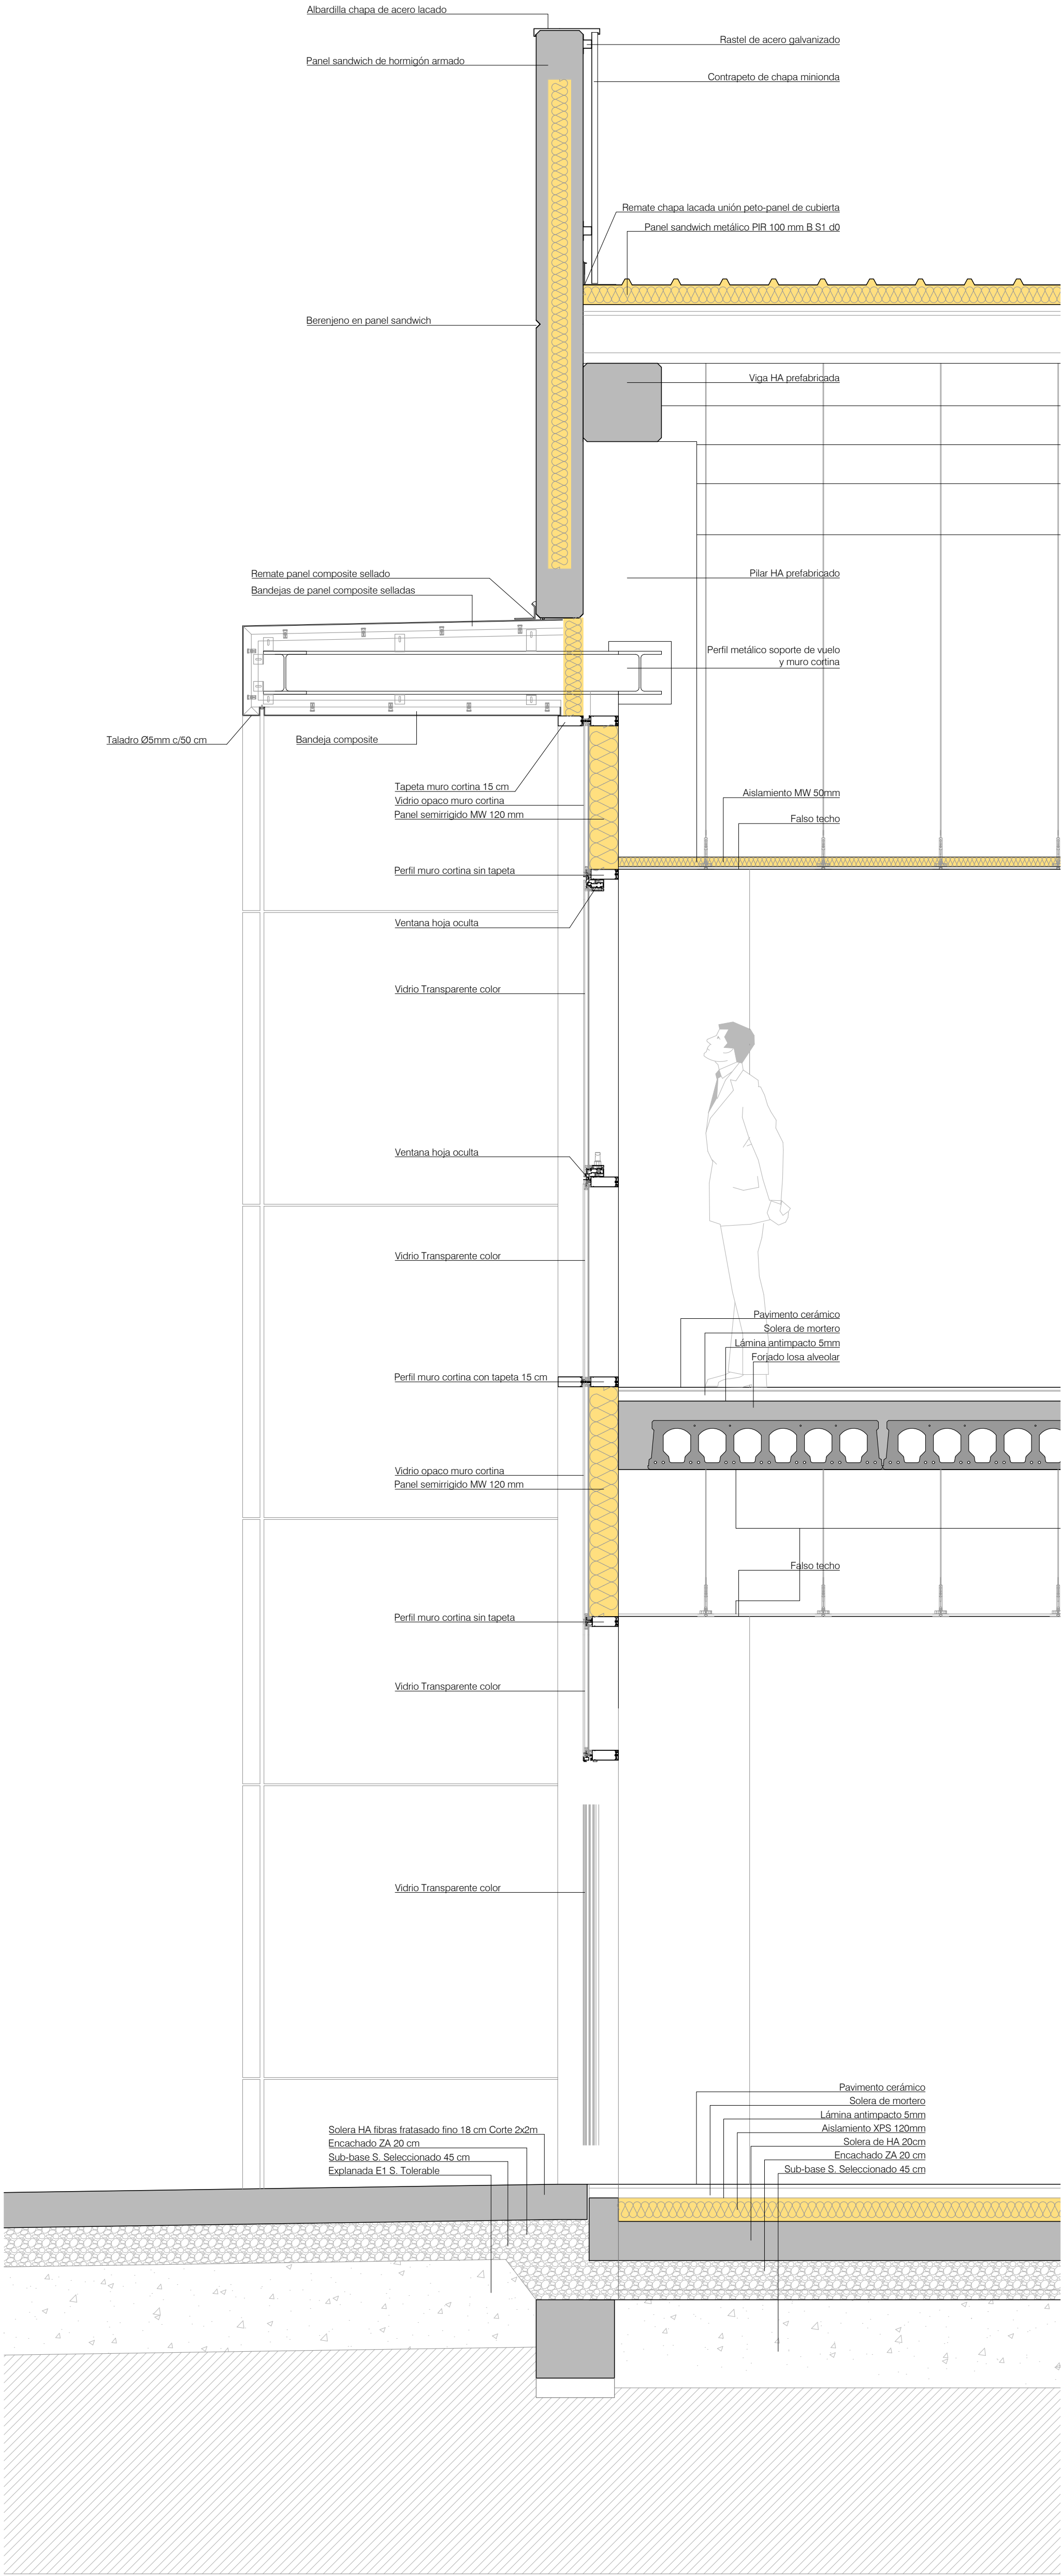 Albardilla chapa de acero lacado
Rastel de acero galvanizado
Panel sandwich de hormigón armado
Contrapeto de chapa minionda
Remate chapa lacada unión peto-panel de cubierta
Panel sandwich metálico PIR 100 mm B S1 d0
Berenjeno en panel sandwich
Viga HA prefabricada
Remate panel composite sellado
Pilar HA prefabricado
Bandejas de panel composite selladas
Perfil metálico soporte de vuelo
y muro cortina
Taladro Ø5mm c/50 cm
Bandeja composite
Tapeta muro cortina 15 cm
Aislamiento MW 50mm
Vidrio opaco muro cortina
Panel semirrigido MW 120 mm
Falso techo
Perfil muro cortina sin tapeta
Ventana hoja oculta
Vidrio Transparente color
Ventana hoja oculta
Vidrio Transparente color
Pavimento cerámico
Solera de mortero
Lámina antimpacto 5mm
Forjado losa alveolar
Perfil muro cortina con tapeta 15 cm
Vidrio opaco muro cortina
Panel semirrigido MW 120 mm
Falso techo
Perfil muro cortina sin tapeta
Vidrio Transparente color
Vidrio Transparente color
Pavimento cerámico
Solera de mortero
Lámina antimpacto 5mm
Aislamiento XPS 120mm
Solera de HA 20cm
Encachado ZA 20 cm
Sub-base S. Seleccionado 45 cm
Solera HA fibras fratasado fino 18 cm Corte 2x2m
Encachado ZA 20 cm
Sub-base S. Seleccionado 45 cm
Explanada E1 S. Tolerable